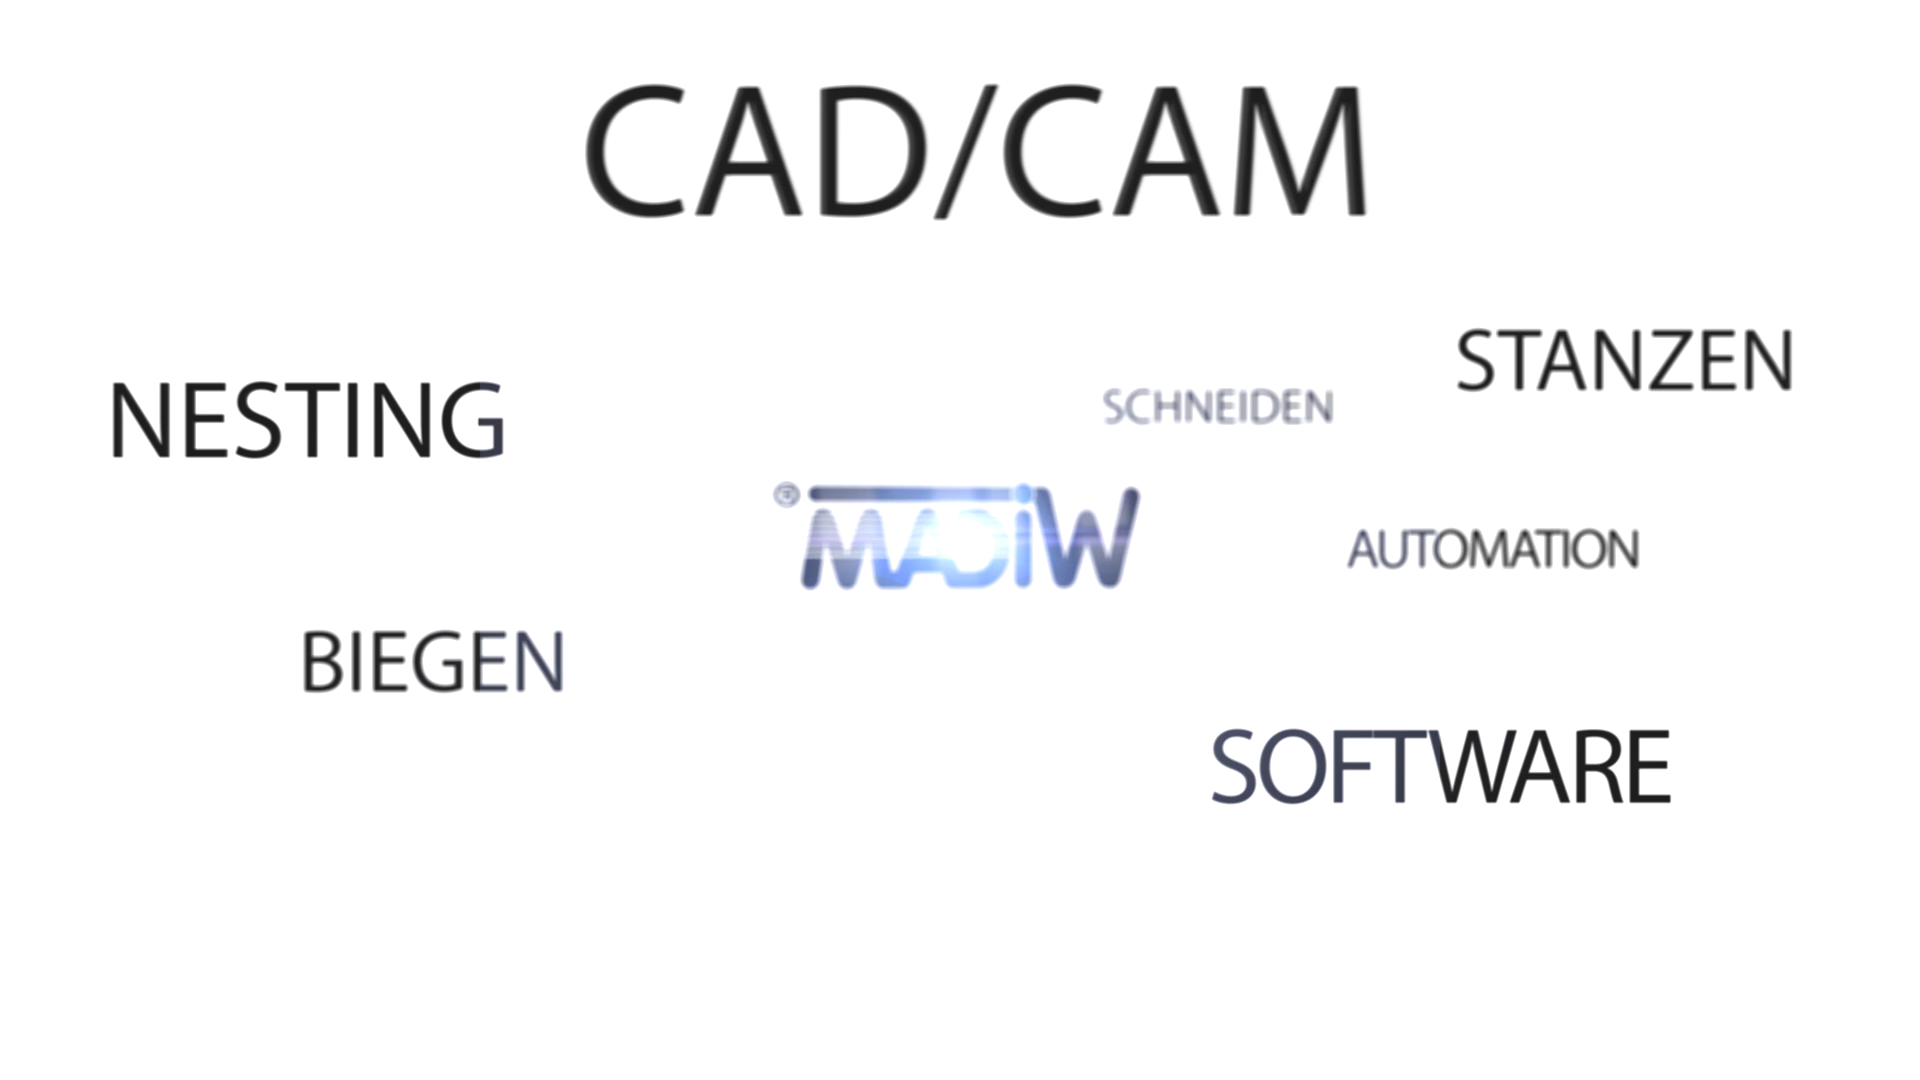 CAD/CAM
STANZEN
NESTING
SCHNEIDEN
® MADIW
AUTOMATION
BIEGEN
SOFTWARE